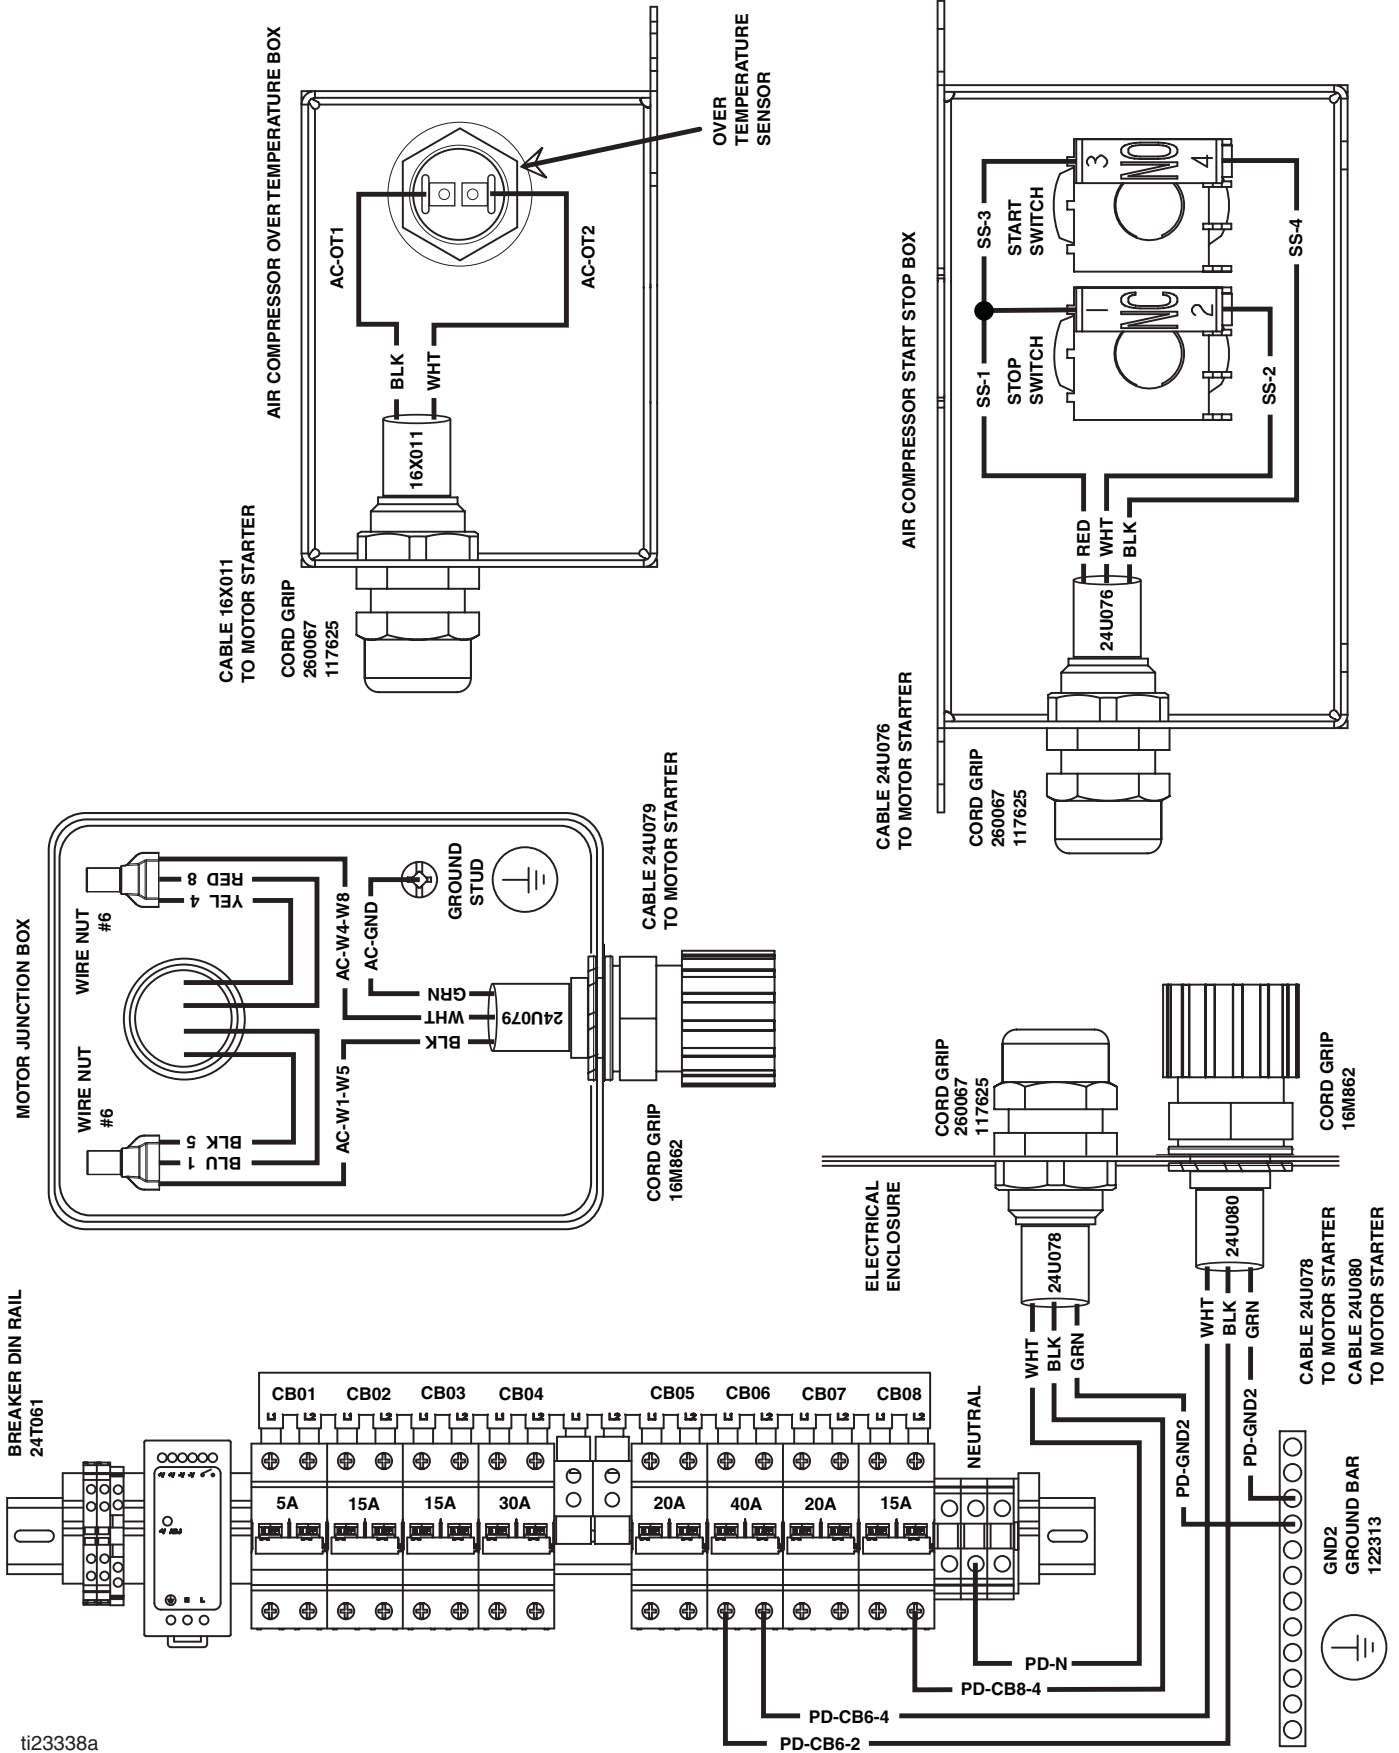 AIR COMPRESSOR OVERTEMPERATURE BOX
OVER
TEMPERATURE
SENSOR
AC-OT1
AC-OT2
BLK
WHT
16X011
CABLE 16X011
TO MOTOR STARTER
CORD GRIP
260067
117625
AIR COMPRESSOR START STOP BOX
SS-3
START
SWITCH
3
NO
4
SS-4
SS-1
STOP
SWITCH
1
NC
2
SS-2
RED
WHT
BLK
24U076
CABLE 24U076
TO MOTOR STARTER
CORD GRIP
260067
117625
MOTOR JUNCTION BOX
WIRE NUT
#6
RED 8
YEL 4
AC-W4-W8
AC-GND
GROUND
STUD
WIRE NUT
#6
BLK 5
BLU 1
AC-W1-W5
GRN
WHT
BLK
24U079
CABLE 24U079
TO MOTOR STARTER
CORD GRIP
16M862
BREAKER DIN RAIL
24T061
CB01
CB02
CB03
CB04
CB05
CB06
CB07
CB08
5A
15A
15A
30A
20A
40A
20A
15A
NEUTRAL
ELECTRICAL
ENCLOSURE
CORD GRIP
260067
117625
24U078
WHT
BLK
GRN
CORD GRIP
16M862
24U080
WHT
BLK
GRN
CABLE 24U078
TO MOTOR STARTER
CABLE 24U080
TO MOTOR STARTER
PD-GND2
PD-GND2
GND2
GROUND BAR
122313
PD-N
PD-CB8-4
PD-CB6-4
PD-CB6-2
ti23338a